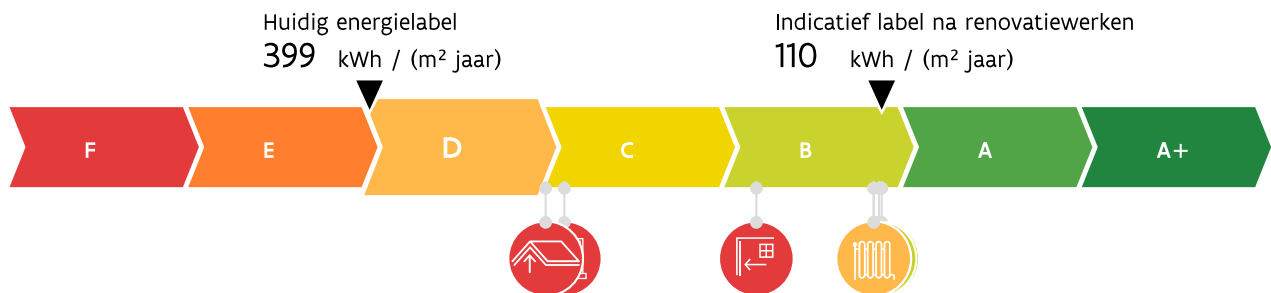 Huidig energielabel
399 kWh / (m² jaar)
Indicatief label na renovatiewerken
110 kWh / (m² jaar)
F E D C B A A+